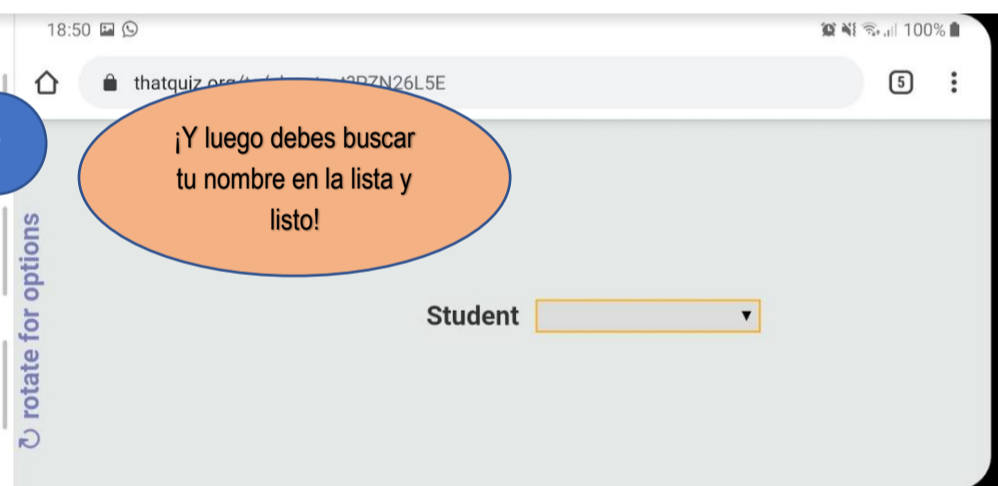 18:50
100%
thatquiz.org
5
¡Y luego debes buscar
tu nombre en la lista y
listo!
Student
rotate for options